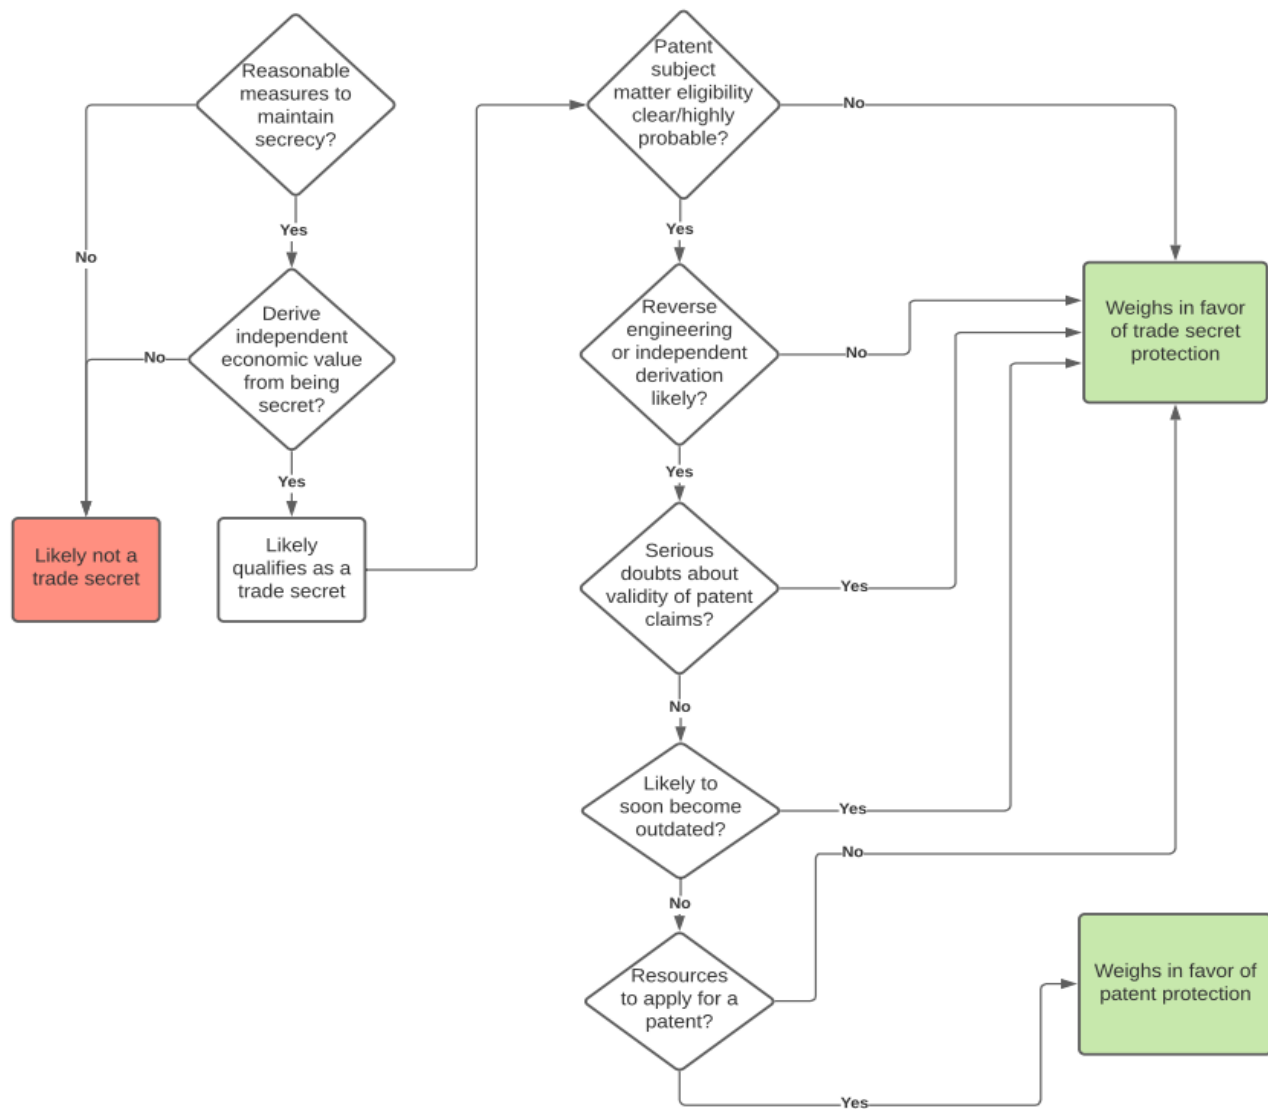 Reasonable
measures to
maintain
secrecy?
No
Yes
Derive
independent
economic value
from being
secret?
No
Yes
Likely not a
trade secret
Likely
qualifies as a
trade secret
Patent
subject
matter eligibility
clear/highly
probable?
No
Yes
Reverse
engineering
or independent
derivation
likely?
No
Yes
Serious
doubts about
validity of patent
claims?
Yes
No
Likely to
soon become
outdated?
Yes
No
Resources
to apply for a
patent?
No
Yes
Weighs in favor
of trade secret
protection
Weighs in favor of
patent protection